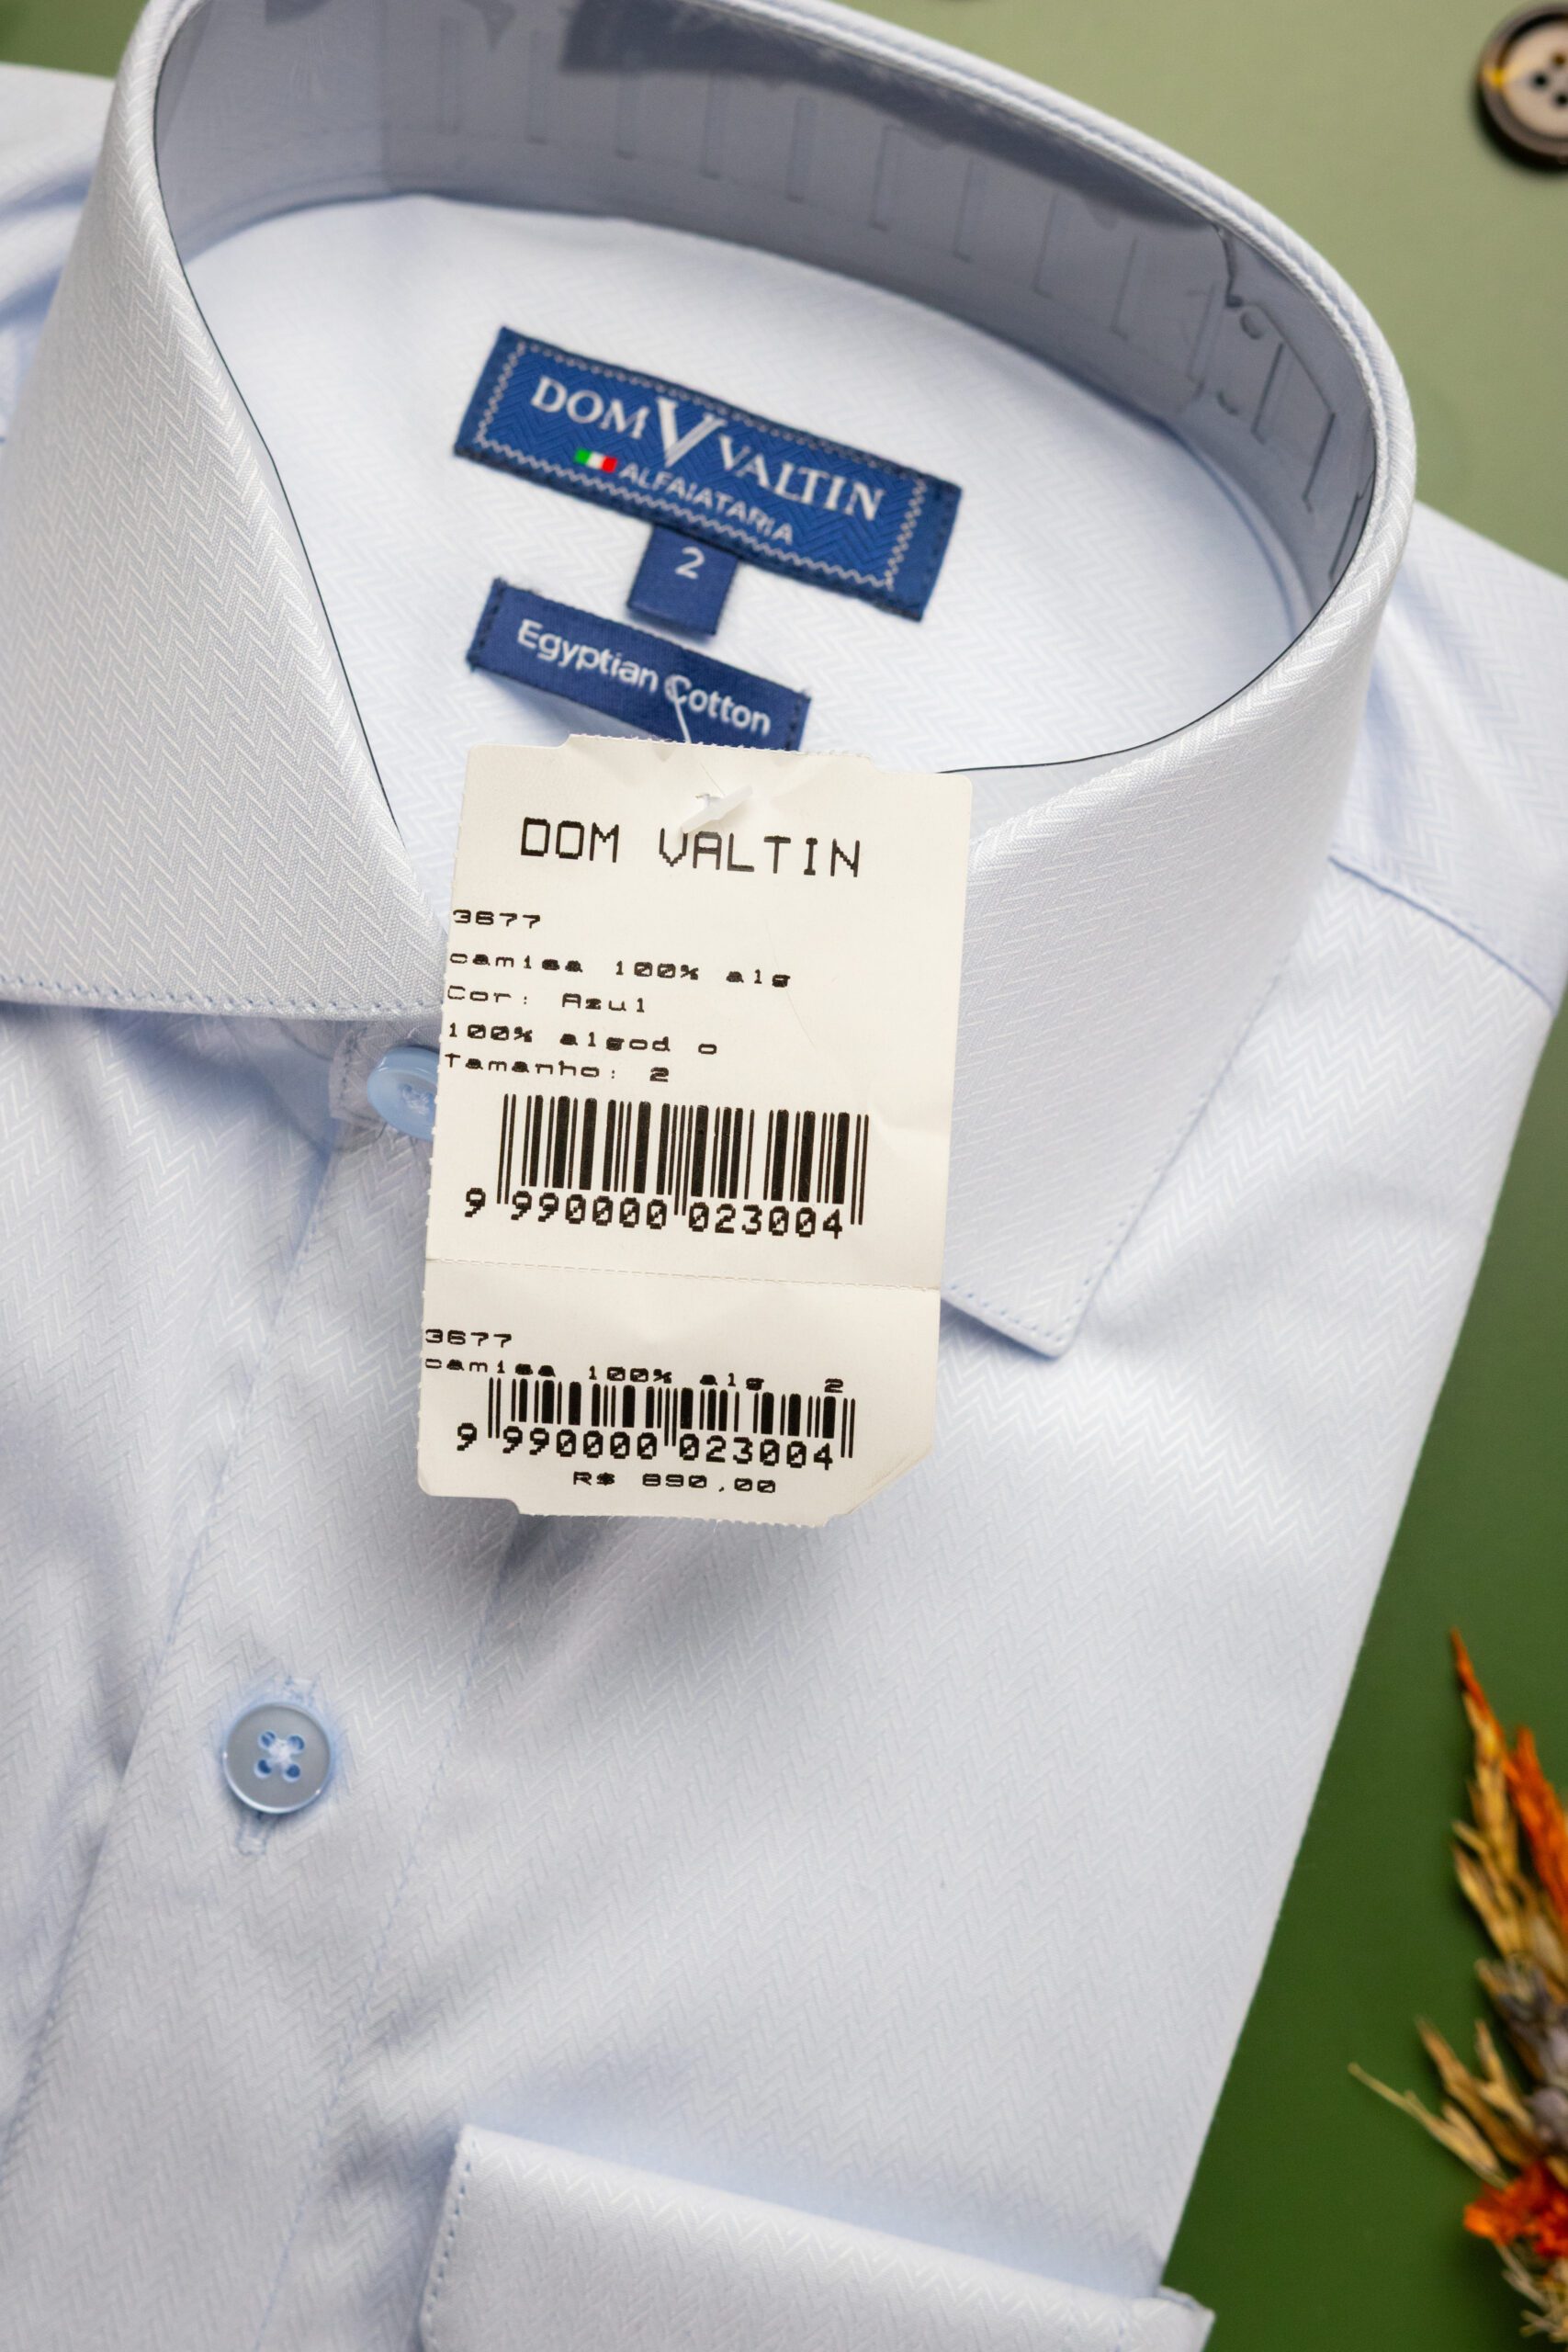 DOM VALTIN
ALFAIATARIA
2
Egyptian Cotton
DOM VALTIN
3677
camisa 100% alg
Cor: Azul
100% algod o
Tamanho: 2
9 990000 023004
3677
camisa 100% alg 2
9 990000 023004
R$ 890,00